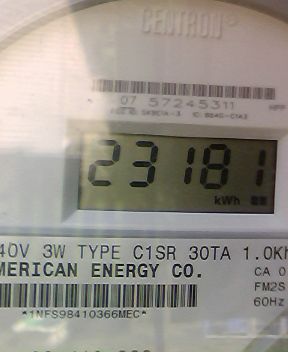 CENTRON®
07 57245311
23181
kWh
40V 3W TYPE C1SR 30TA 1.0Kh
MERICAN ENERGY CO. CA 0
FM2S
*1NFS98410366MEC* 60Hz